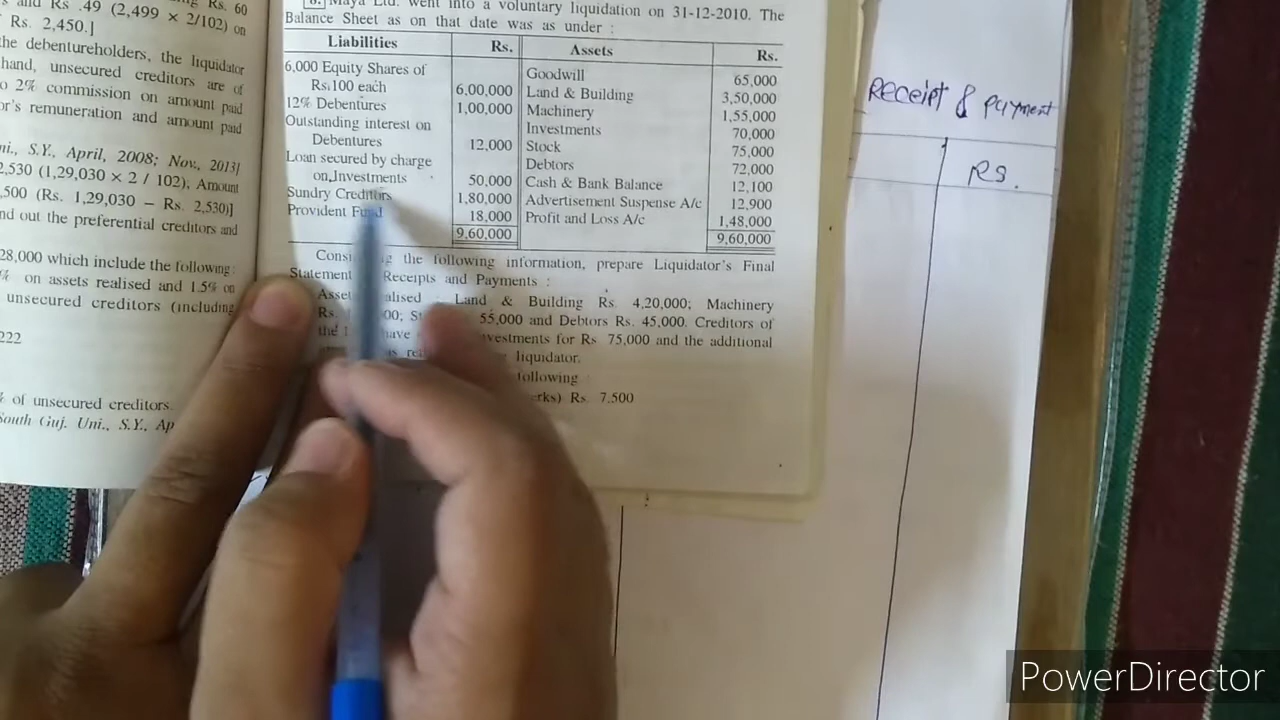 Rs. 60
s and Rs .49 (2,499 × 2/102) on
Rs. 2,450.]
the debentureholders, the liquidator
hand, unsecured creditors are of
o 2% commission on amount paid
or's remuneration and amount paid
ni., S.Y., April, 2008; Nov., 2013]
2,530 (1,29,030 × 2 / 102); Amount
,500 (Rs. 1,29,030 – Rs. 2,530)]
nd out the preferential creditors and
28,000 which include the following:
% on assets realised and 1.5% on
unsecured creditors (including
222
% of unsecured creditors.
South Guj. Uni., S.Y., Ap
8. Maya Ltd. went into a voluntary liquidation on 31-12-2010. The
Balance Sheet as on that date was as under :
Liabilities Rs. Assets Rs.
6,000 Equity Shares of Goodwill 65,000
Rs.100 each 6,00,000 Land & Building 3,50,000
12% Debentures 1,00,000 Machinery 1,55,000
Outstanding interest on Investments 70,000
Debentures 12,000 Stock 75,000
Loan secured by charge Debtors 72,000
on Investments 50,000 Cash & Bank Balance 12,100
Sundry Creditors 1,80,000 Advertisement Suspense A/c 12,900
Provident Fund 18,000 Profit and Loss A/c 1,48,000
9,60,000 9,60,000
the following information, prepare Liquidator's Final
Statement Receipts and Payments :
Land & Building Rs. 4,20,000; Machinery
Rs. 55,000 and Debtors Rs. 45,000. Creditors of
the have for Rs 75,000 and the additional
liquidator.
following :
Rs. 7,500
Receipt & Payment
Rs.
PowerDirector